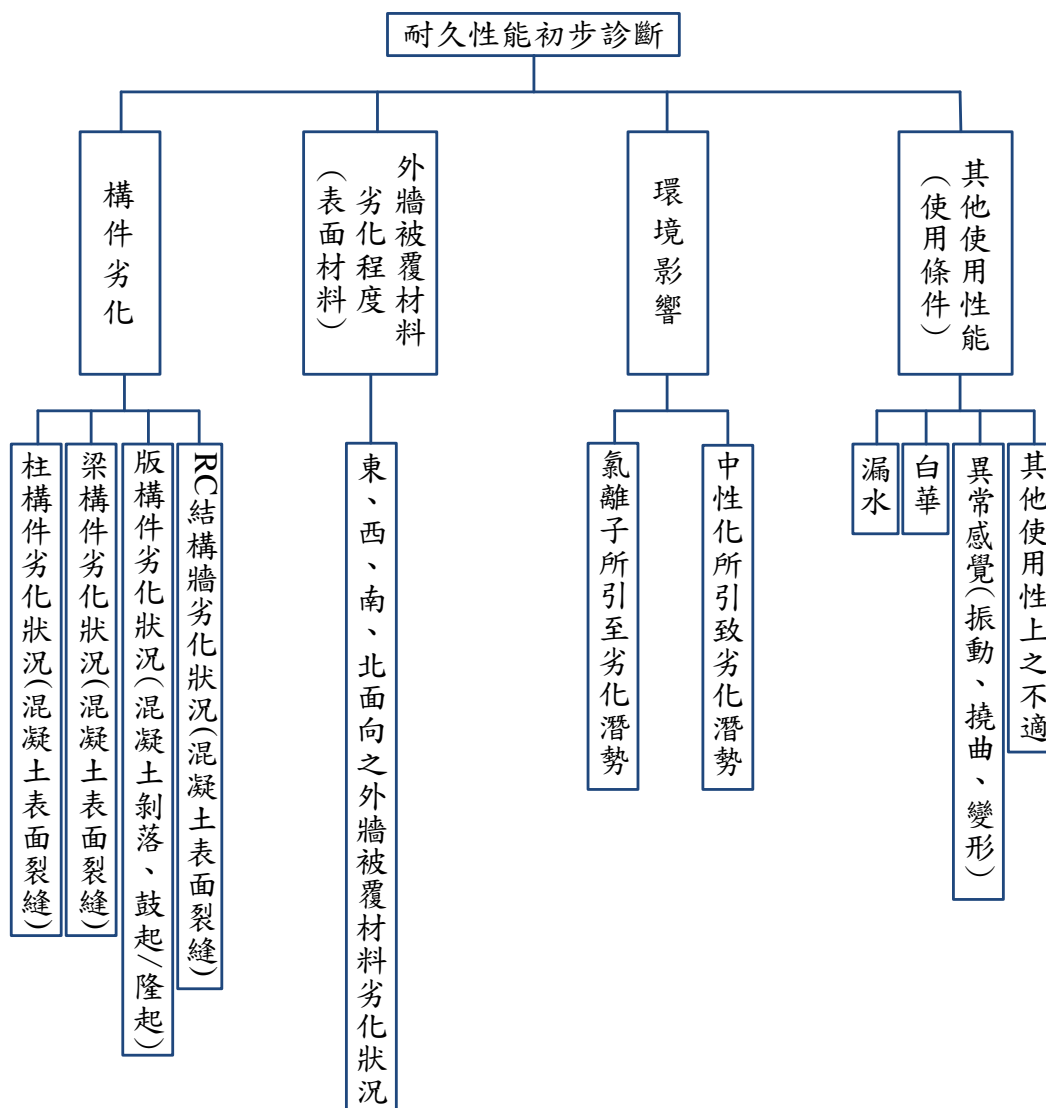 耐久性能初步診斷
構件劣化
外牆被覆材料
劣化程度
(表面材料)
環境影響
其他使用性能
(使用條件)
柱構件劣化狀況(混凝土表面裂縫)
梁構件劣化狀況(混凝土表面裂縫)
版構件劣化狀況(混凝土剝落、鼓起/隆起)
RC結構牆劣化狀況(混凝土表面裂縫)
東、西、南、北面向之外牆被覆材料劣化狀況
氯離子所引至劣化潛勢
中性化所引致劣化潛勢
漏水
白華
異常感覺(振動、撓曲、變形)
其他使用性上之不適